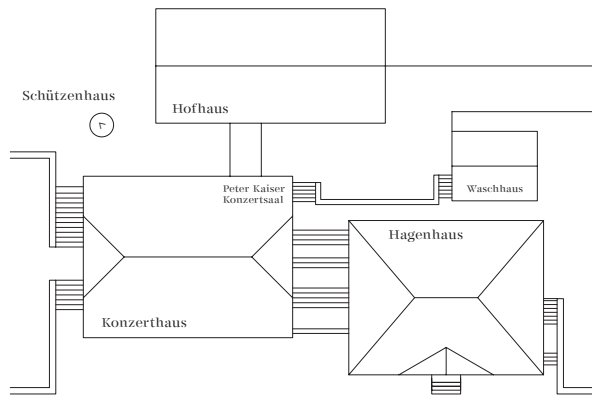 Schützenhaus
Hofhaus
Peter Kaiser
Konzertsaal
Waschhaus
Hagenhaus
Konzerthaus